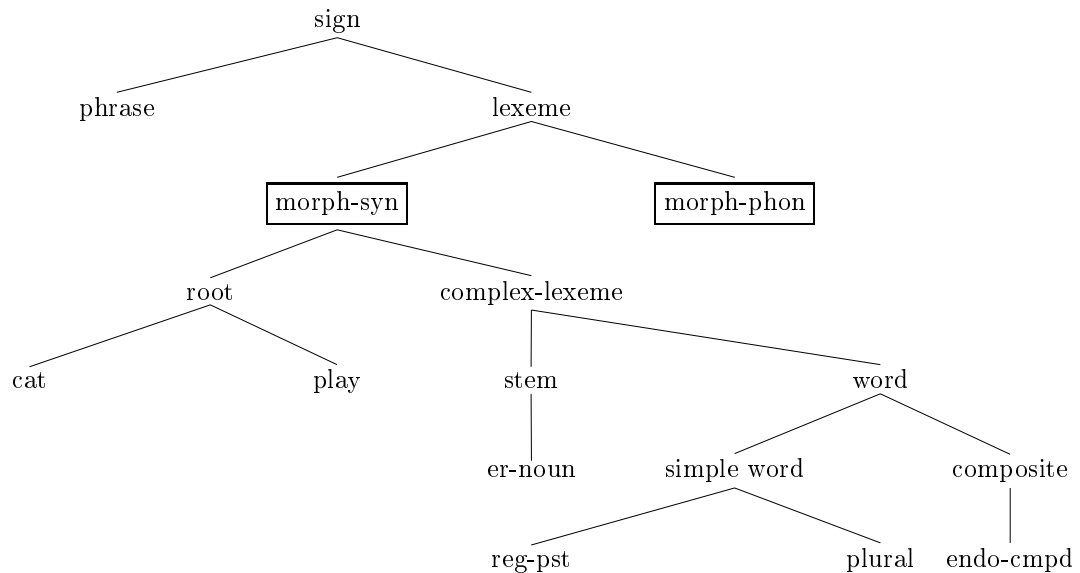 sign
phrase lexeme
morph-syn morph-phon
root complex-lexeme
cat play stem word
er-noun simple word composite
reg-pst plural endo-cmpd